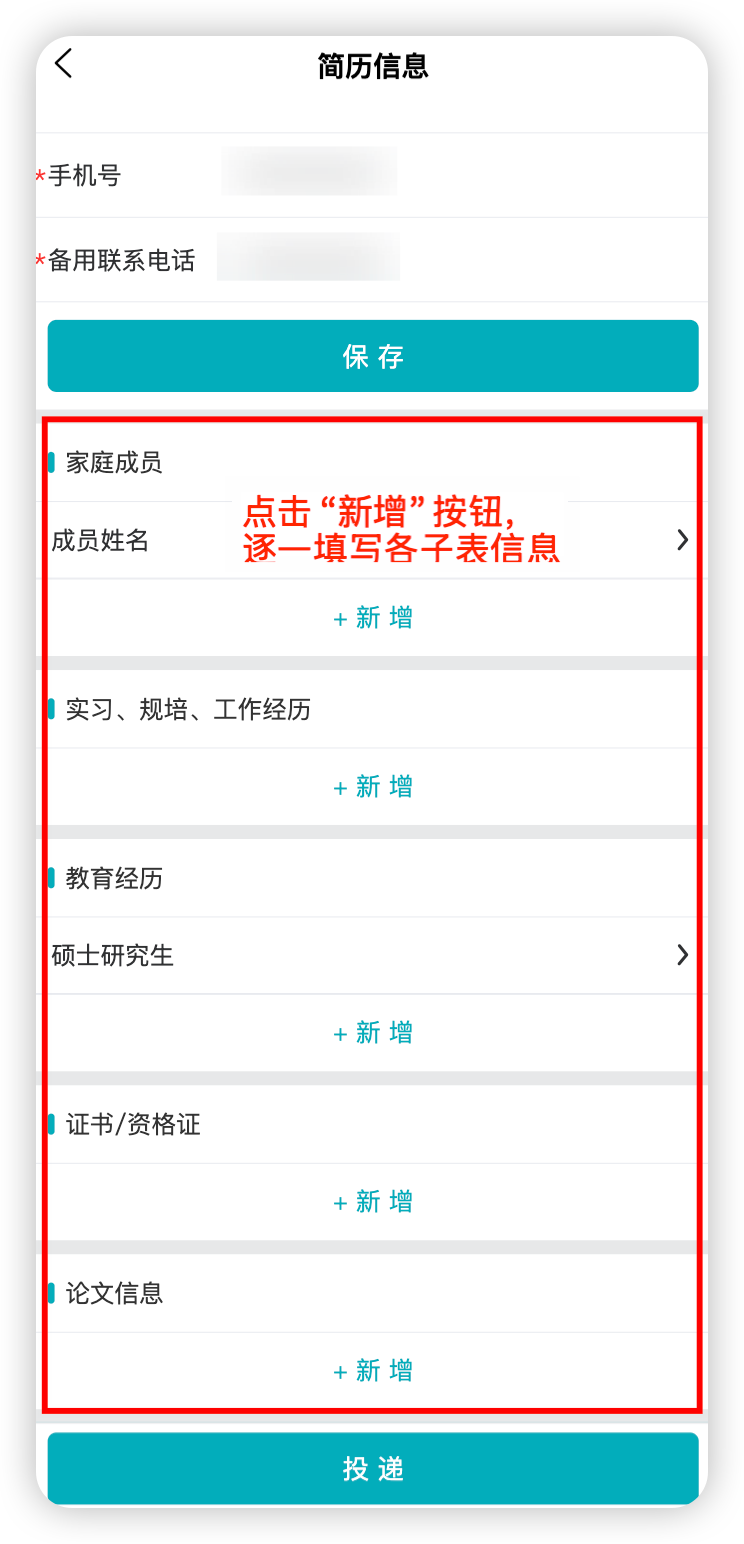 简历信息
*手机号
*备用联系电话
保 存
家庭成员
点击“新增”按钮，
成员姓名
逐一填写各子表信息
+ 新 增
实习、规培、工作经历
+ 新 增
教育经历
硕士研究生
+ 新 增
证书/资格证
+ 新 增
论文信息
+ 新 增
投 递